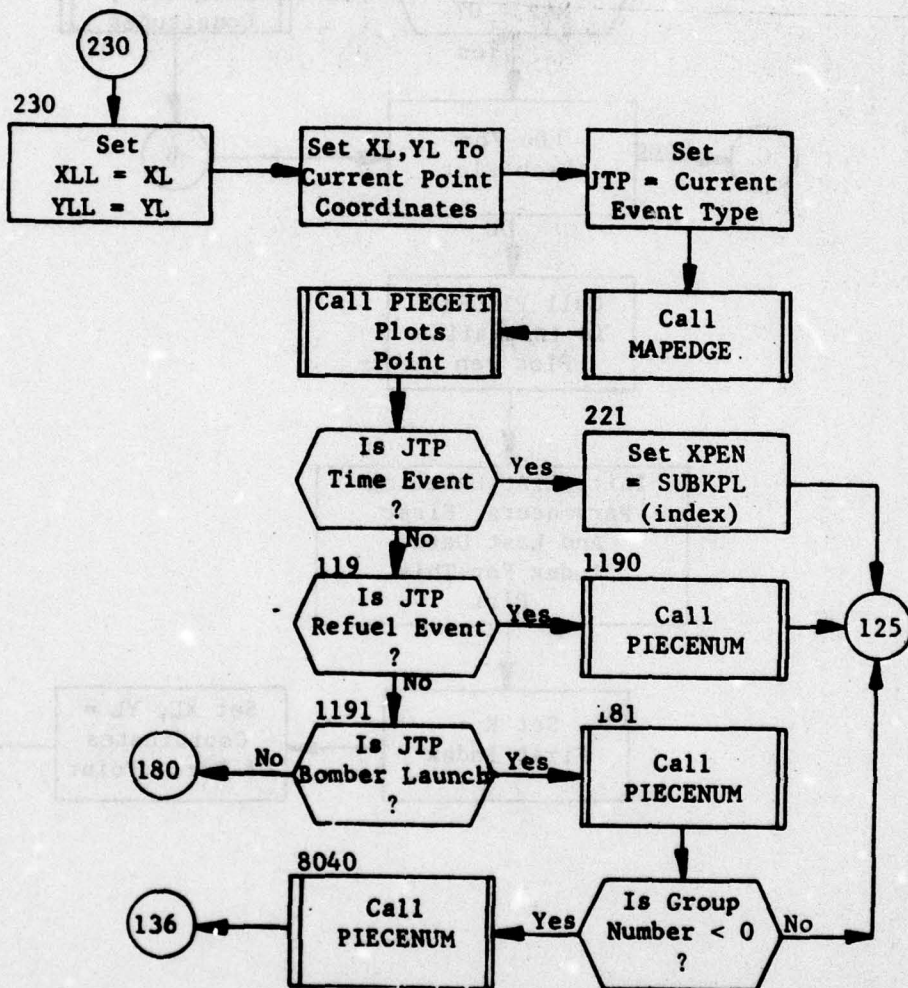 230
230
Set
XLL = XL
YLL = YL
Set XL,YL To
Current Point
Coordinates
Set
JTP = Current
Event Type
Call
MAPEDGE
Call PIECEIT
Plots
Point
Is JTP
Time Event
?
Yes
No
221
Set XPEN
= SUBKPL
(index)
119
Is JTP
Refuel Event
?
Yes
No
1190
Call
PIECENUM
125
1191
Is JTP
Bomber Launch
?
No
Yes
180
181
Call
PIECENUM
Is Group
Number < 0
?
Yes
No
8040
Call
PIECENUM
136